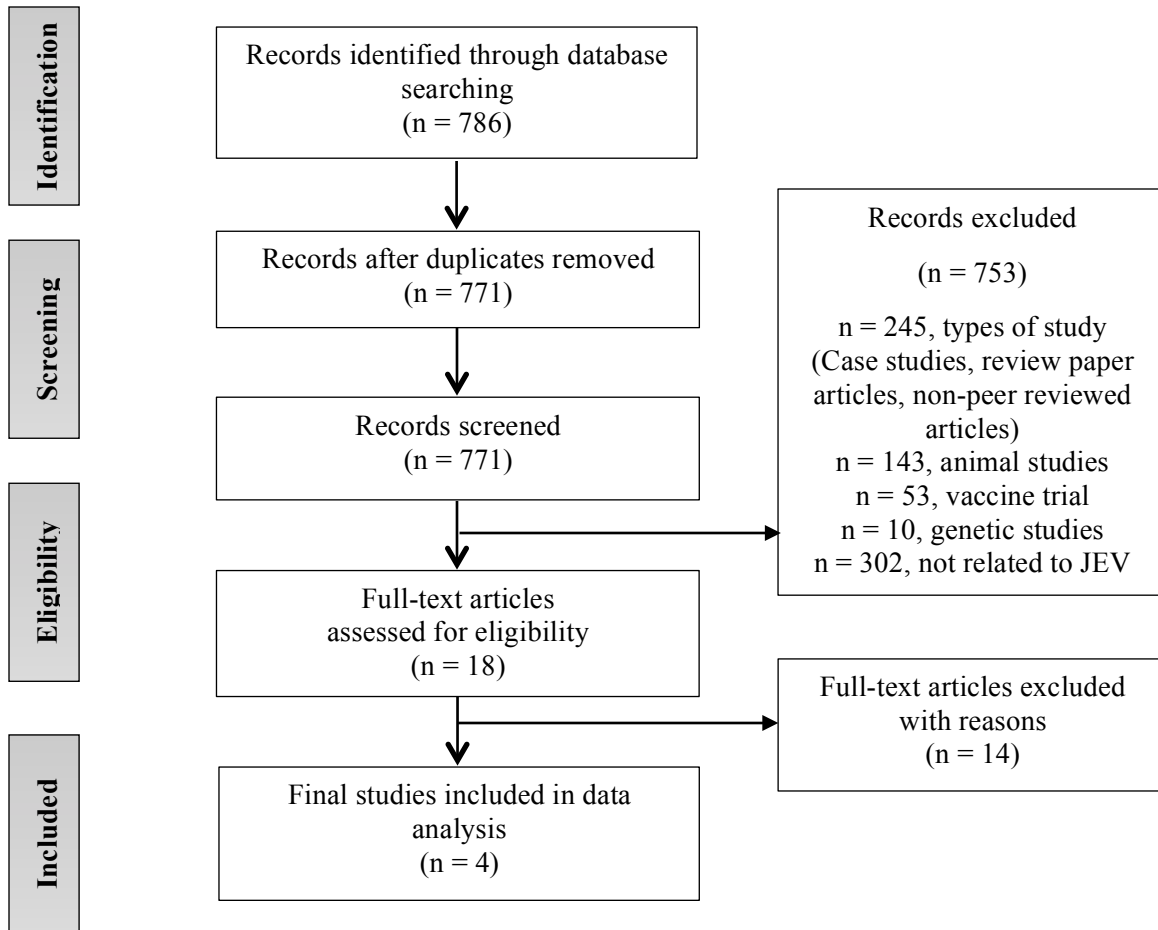 Identification
Records identified through database
searching
(n = 786)
Screening
Records after duplicates removed
(n = 771)
Records screened
(n = 771)
Records excluded
(n = 753)
n = 245, types of study
(Case studies, review paper
articles, non-peer reviewed
articles)
n = 143, animal studies
n = 53, vaccine trial
n = 10, genetic studies
n = 302, not related to JEV
Eligibility
Full-text articles
assessed for eligibility
(n = 18)
Full-text articles excluded
with reasons
(n = 14)
Included
Final studies included in data
analysis
(n = 4)